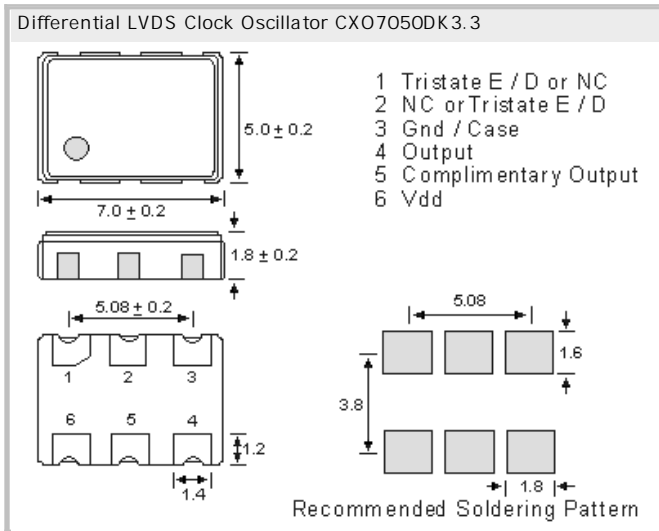 Differential LVDS Clock Oscillator CXO7050DK3.3
1 Tristate E / D or NC
2 NC or Tristate E / D
3 Gnd / Case
4 Output
5 Complimentary Output
6 Vdd
5.0 ± 0.2
7.0 ± 0.2
1.8 ± 0.2
5.08 ± 0.2
1 2 3
6 5 4
1.2
1.4
5.08
1.6
3.8
1.8
Recommended Soldering Pattern